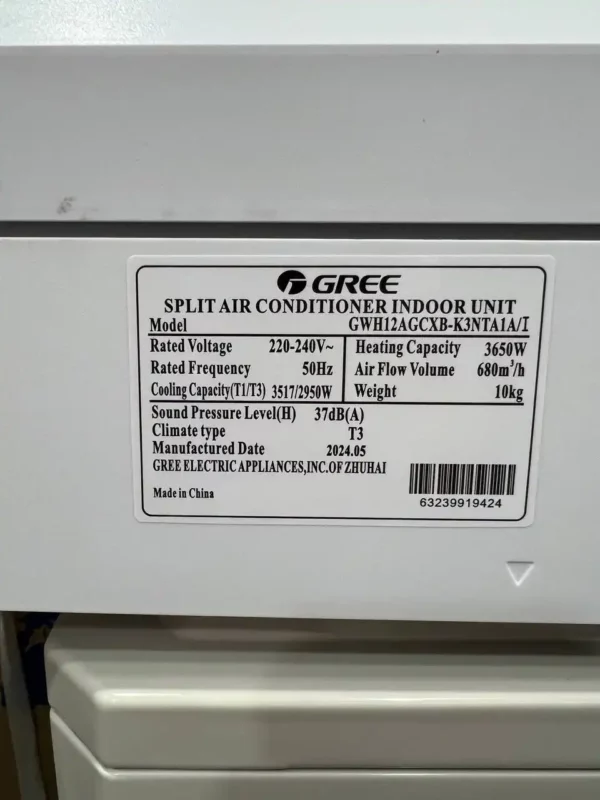 GREE
SPLIT AIR CONDITIONER INDOOR UNIT
Model GWH12AGCXB-K3NTA1A/I
Rated Voltage 220-240V~
Rated Frequency 50Hz
Cooling Capacity(T1/T3) 3517/2950W
Heating Capacity 3650W
Air Flow Volume 680m³/h
Weight 10kg
Sound Pressure Level(H) 37dB(A)
Climate type T3
Manufactured Date 2024.05
GREE ELECTRIC APPLIANCES,INC.OF ZHUHAI
Made in China
63239919424